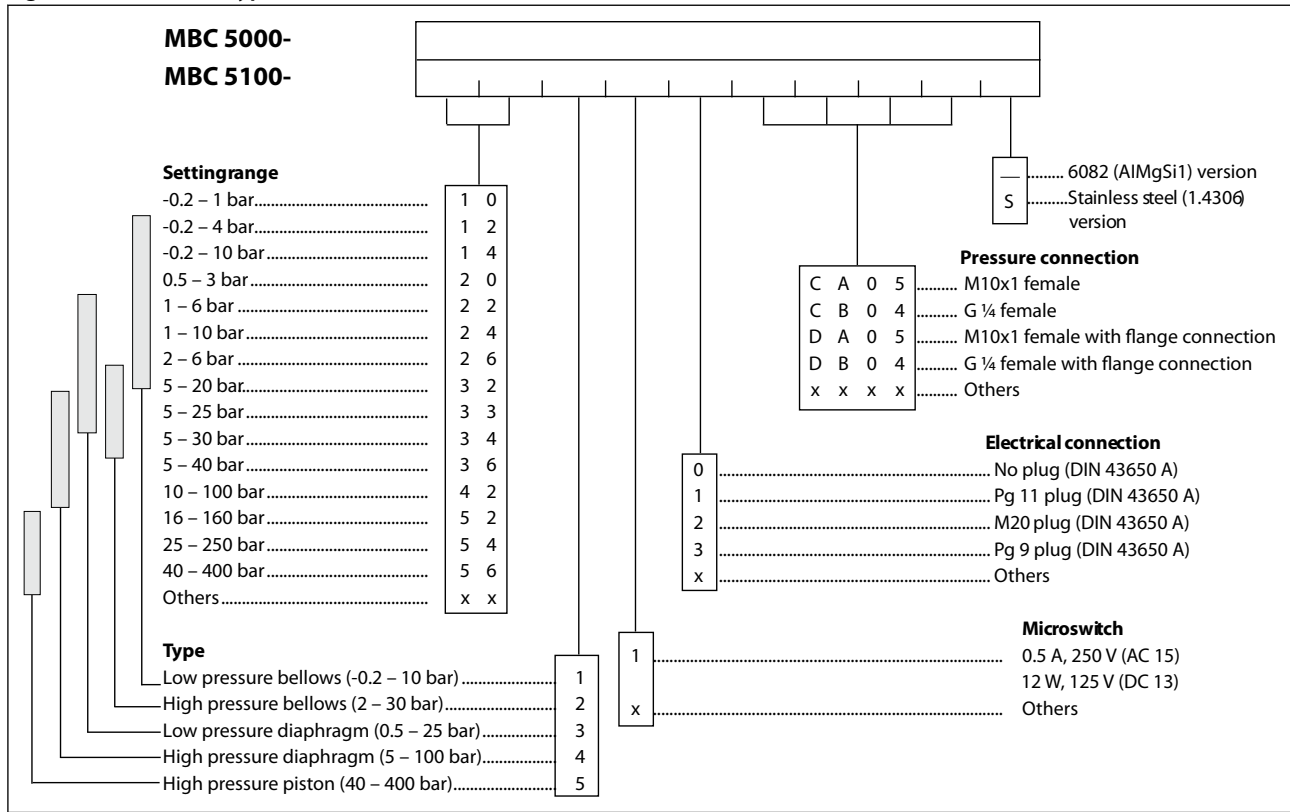 MBC 5000-
MBC 5100-
Settingrange
-0.2 – 1 bar ........ 1 0
-0.2 – 4 bar ........ 1 2
-0.2 – 10 bar ........ 1 4
0.5 – 3 bar ........ 2 0
1 – 6 bar ........ 2 2
1 – 10 bar ........ 2 4
2 – 6 bar ........ 2 6
5 – 20 bar ........ 3 2
5 – 25 bar ........ 3 3
5 – 30 bar ........ 3 4
5 – 40 bar ........ 3 6
10 – 100 bar ........ 4 2
16 – 160 bar ........ 5 2
25 – 250 bar ........ 5 4
40 – 400 bar ........ 5 6
Others ........ x x
Type
Low pressure bellows (-0.2 – 10 bar) ........ 1
High pressure bellows (2 – 30 bar) ........ 2
Low pressure diaphragm (0.5 – 25 bar) ........ 3
High pressure diaphragm (5 – 100 bar) ........ 4
High pressure piston (40 – 400 bar) ........ 5
— ........ 6082 (AlMgSi1) version
S ........ Stainless steel (1.4306)
version
Pressure connection
C A 0 5 ........ M10x1 female
C B 0 4 ........ G ¼ female
D A 0 5 ........ M10x1 female with flange connection
D B 0 4 ........ G ¼ female with flange connection
x x x x ........ Others
Electrical connection
0 ........ No plug (DIN 43650 A)
1 ........ Pg 11 plug (DIN 43650 A)
2 ........ M20 plug (DIN 43650 A)
3 ........ Pg 9 plug (DIN 43650 A)
x ........ Others
Microswitch
1 ........ 0.5 A, 250 V (AC 15)
12 W, 125 V (DC 13)
x ........ Others